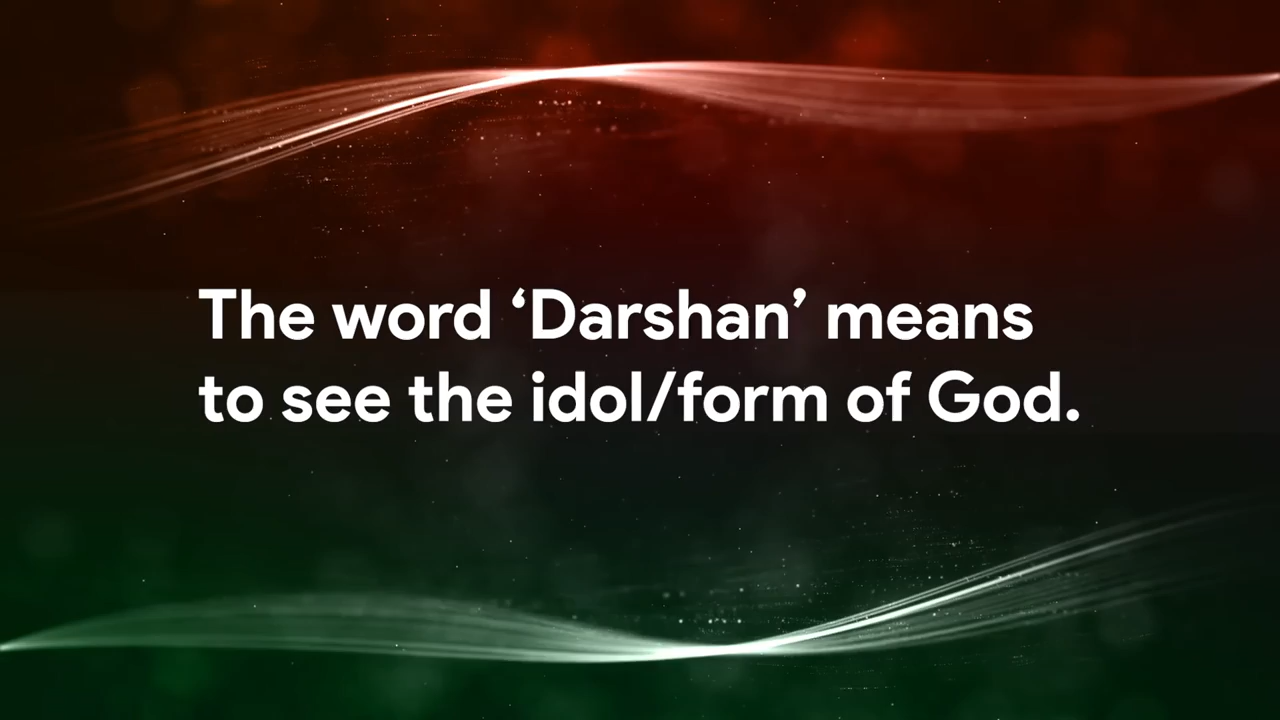 The word ‘Darshan’ means
to see the idol/form of God.